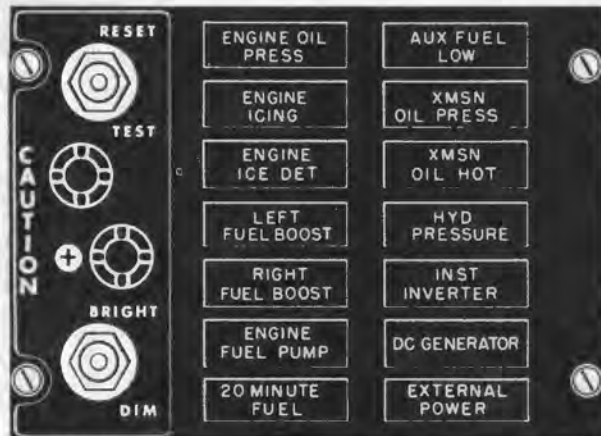 RESET
TEST
CAUTION
BRIGHT
DIM
ENGINE OIL
PRESS
ENGINE
ICING
ENGINE
ICE DET
LEFT
FUEL BOOST
RIGHT
FUEL BOOST
ENGINE
FUEL PUMP
20 MINUTE
FUEL
AUX FUEL
LOW
XMSN
OIL PRESS
XMSN
OIL HOT
HYD
PRESSURE
INST
INVERTER
DC GENERATOR
EXTERNAL
POWER